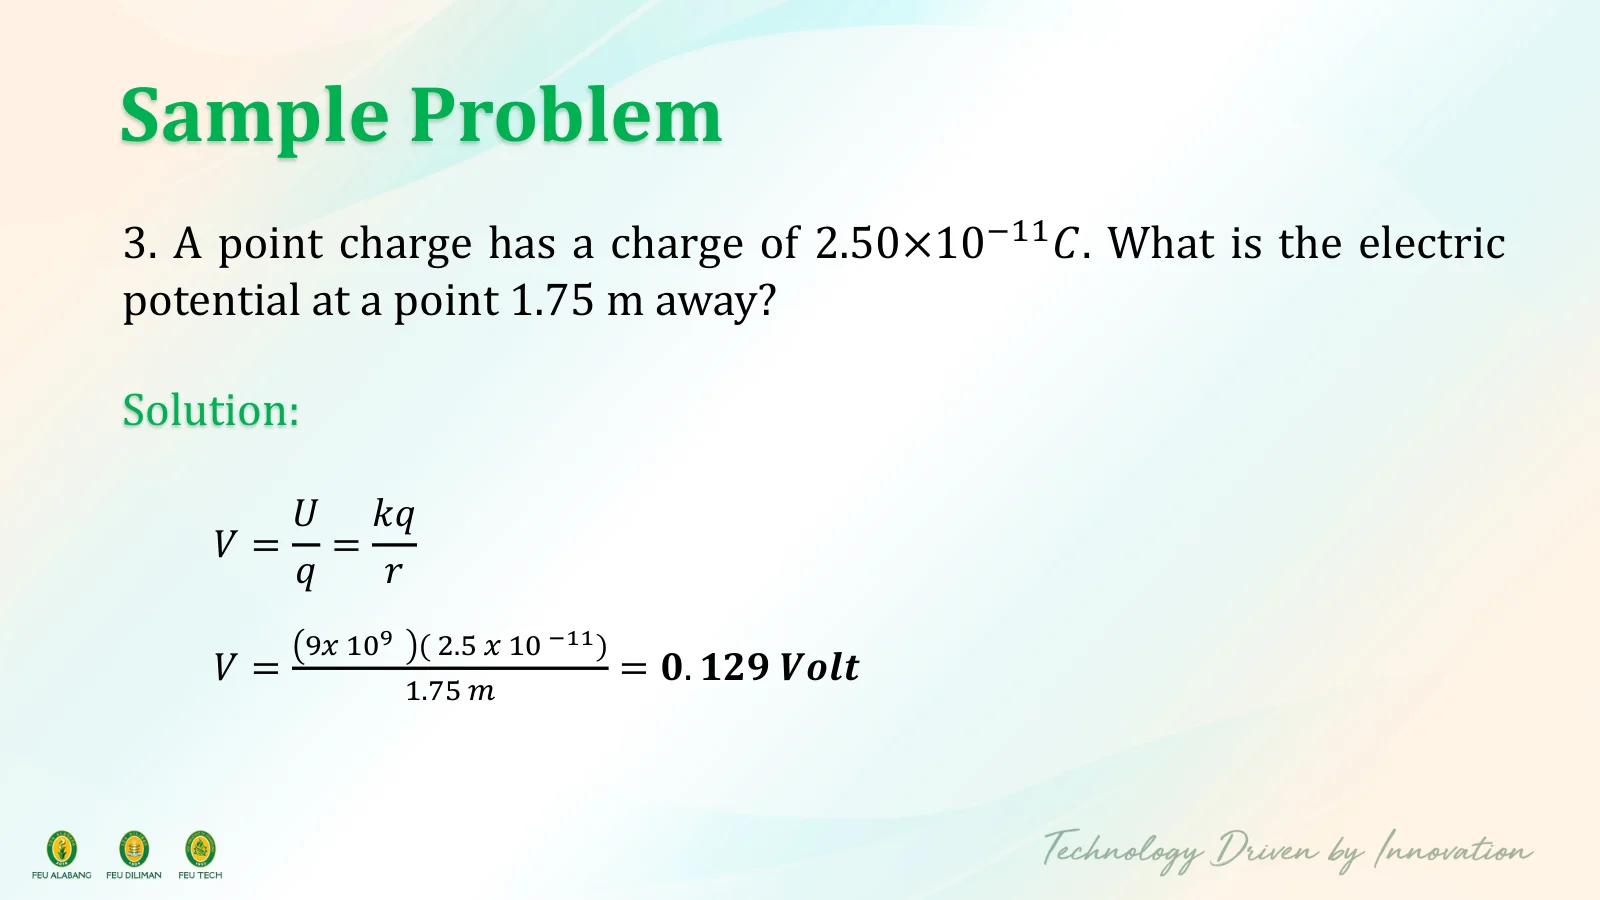 Sample Problem
3. A point charge has a charge of 2.50×10⁻¹¹C. What is the electric
potential at a point 1.75 m away?
Solution:
V = U/q = kq/r
V = (9x 10⁹ )( 2.5 x 10 ⁻¹¹)/1.75 m = 0.129 Volt
FEU ALABANG FEU DILIMAN FEU TECH
Technology Driven by Innovation